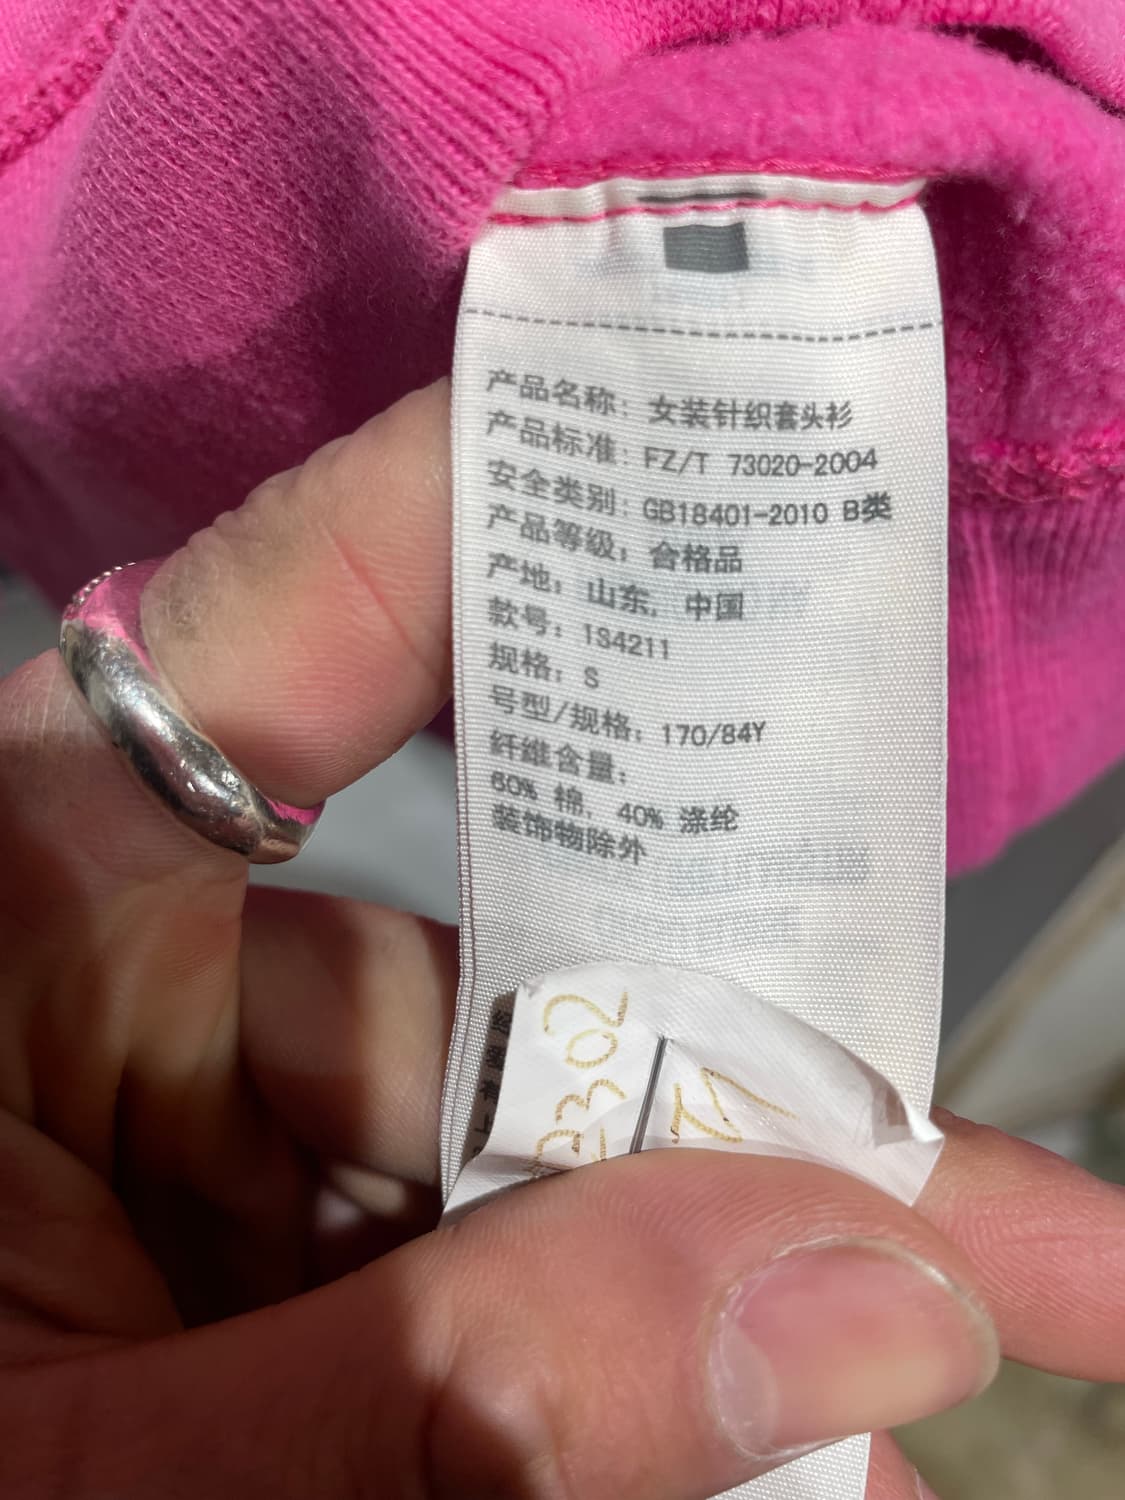 产品名称：女装针织套头衫
产品标准：FZ/T 73020-2004
安全类别：GB18401-2010 B类
产品等级：合格品
产地：山东，中国
款号：1S4211
规格：S
号型/规格：170/84Y
纤维含量：
60% 棉，40% 涤纶
装饰物除外
2302